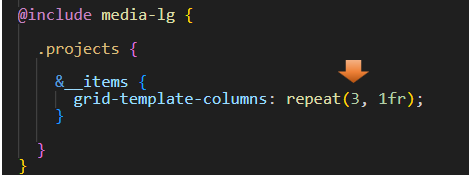 @include media-lg {
.projects {
&__items {
grid-template-columns: repeat(3, 1fr);
}
}
}